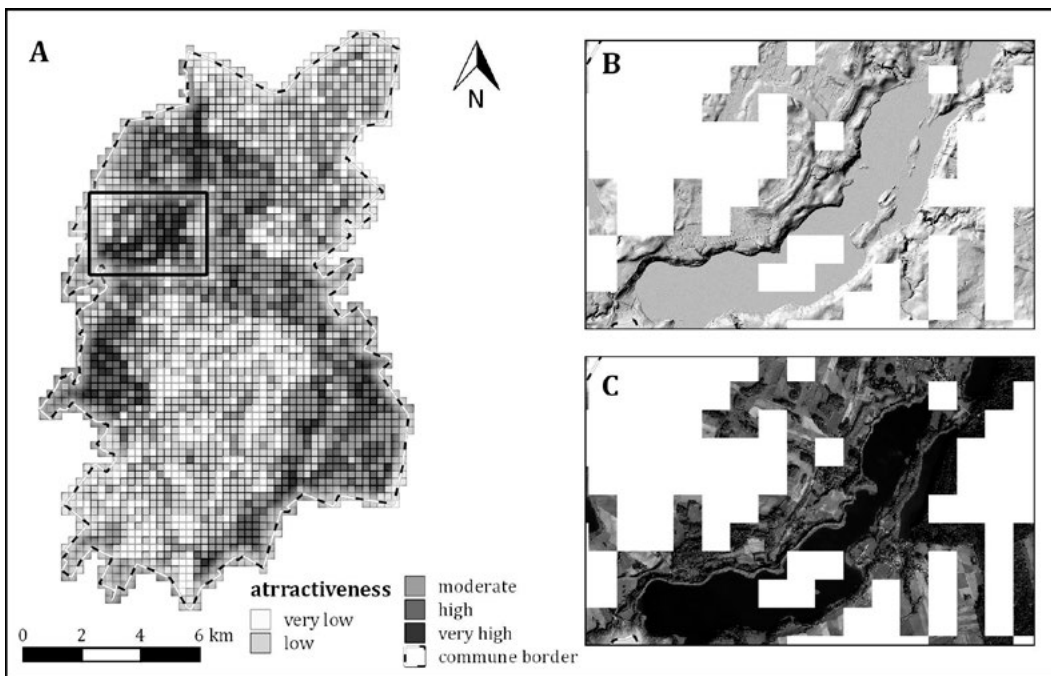 A
N
B
C
atrractiveness
very low
low
moderate
high
very high
commune border
0 2 4 6 km